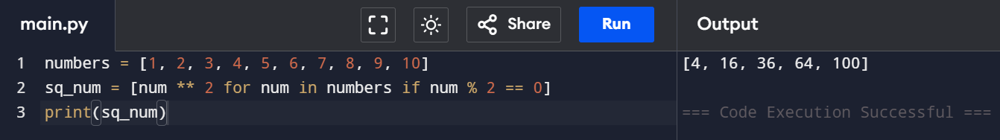 main.py Share Run Output
1 numbers = [1, 2, 3, 4, 5, 6, 7, 8, 9, 10]
2 sq_num = [num ** 2 for num in numbers if num % 2 == 0]
3 print(sq_num)
[4, 16, 36, 64, 100]
=== Code Execution Successful ===